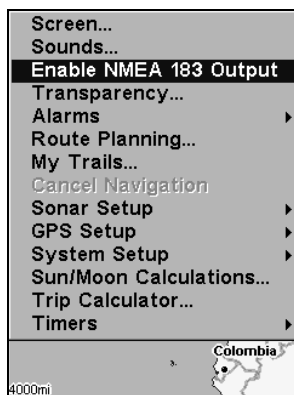 Screen...
Sounds...
Enable NMEA 183 Output
Transparency...
Alarms
Route Planning...
My Trails...
Cancel Navigation
Sonar Setup
GPS Setup
System Setup
Sun/Moon Calculations...
Trip Calculator...
Timers
Colombia
4000mi